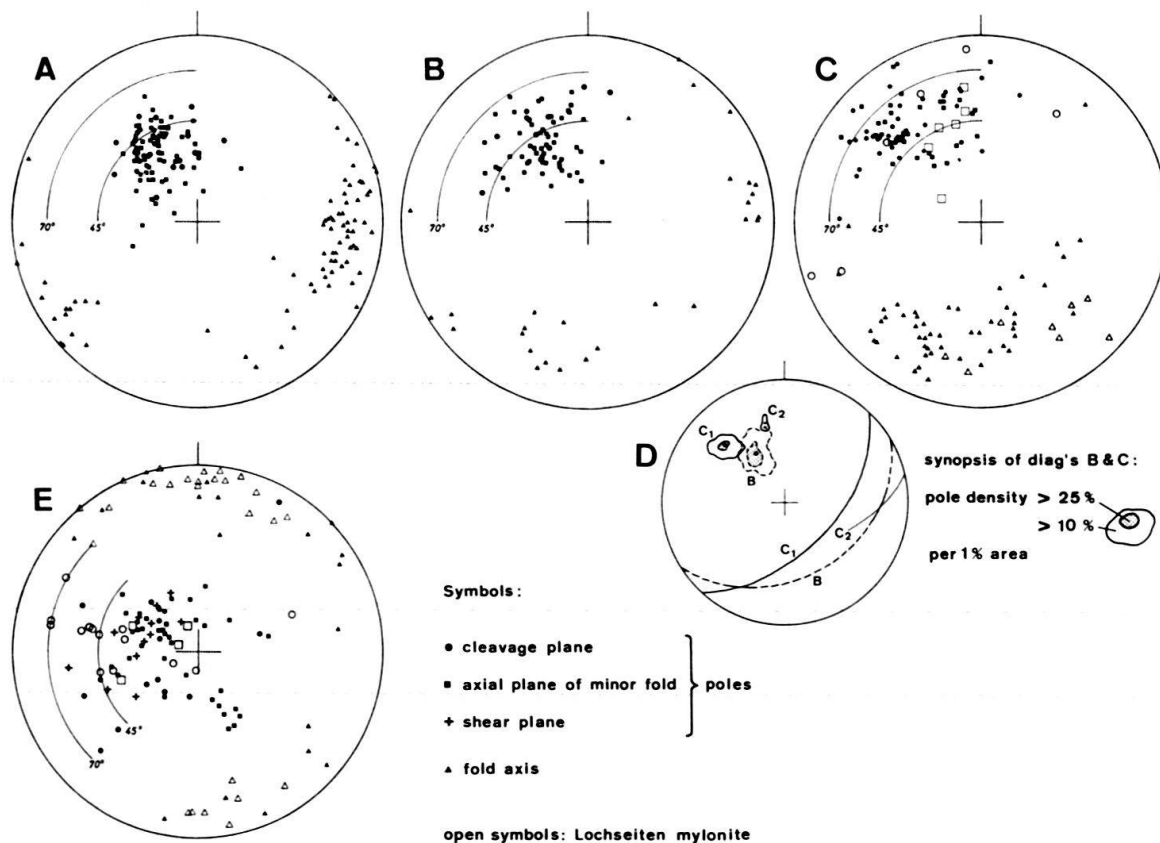 A
B
C
70°
45°
70°
45°
70°
45°
D
C₁
C₂
B
C₁
C₂
B
synopsis of diag's B & C :
pole density > 25 %
> 10 %
per 1% area
E
45°
70°
Symbols :
cleavage plane
axial plane of minor fold
poles
shear plane
fold axis
open symbols: Lochseiten mylonite